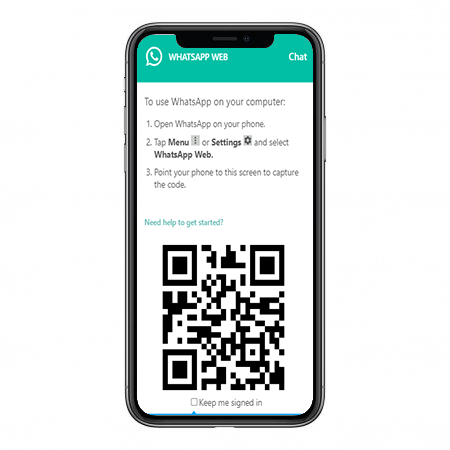 WHATSAPP WEB
Chat
To use WhatsApp on your computer:
1. Open WhatsApp on your phone.
2. Tap Menu or Settings and select
WhatsApp Web.
3. Point your phone to this screen to capture
the code.
Need help to get started?
Keep me signed in